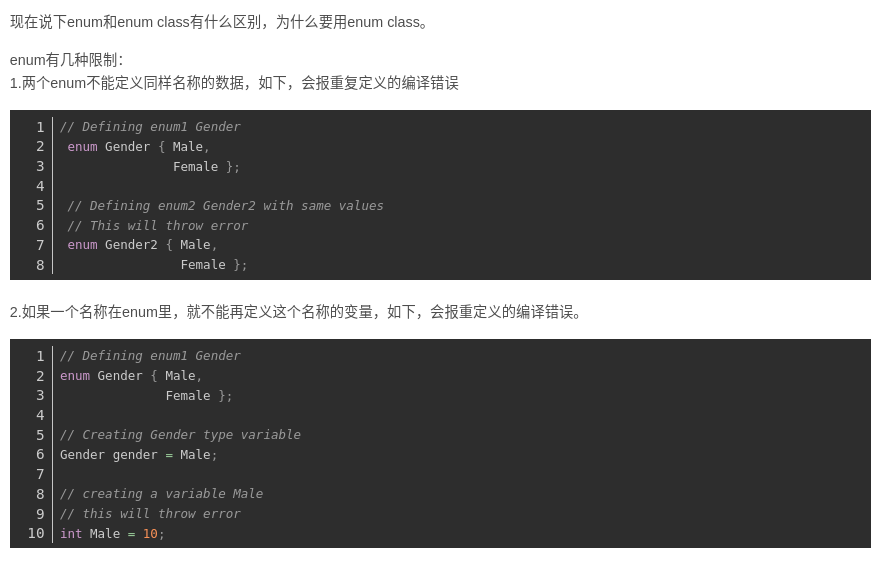 现在说下enum和enum class有什么区别，为什么要用enum class。
enum有几种限制：
1.两个enum不能定义同样名称的数据，如下，会报重复定义的编译错误
1 // Defining enum1 Gender
2  enum Gender { Male,
3                Female };
4
5  // Defining enum2 Gender2 with same values
6  // This will throw error
7  enum Gender2 { Male,
8                 Female };
2.如果一个名称在enum里，就不能再定义这个名称的变量，如下，会报重定义的编译错误。
1 // Defining enum1 Gender
2 enum Gender { Male,
3               Female };
4
5 // Creating Gender type variable
6 Gender gender = Male;
7
8 // creating a variable Male
9 // this will throw error
10 int Male = 10;